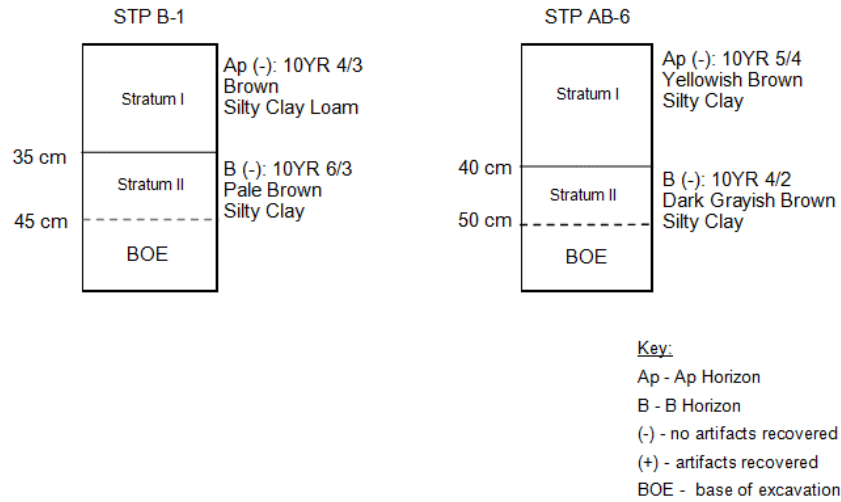 STP B-1
Stratum I
Ap (-): 10YR 4/3
Brown
Silty Clay Loam
35 cm
Stratum II
B (-): 10YR 6/3
Pale Brown
Silty Clay
45 cm
BOE
STP AB-6
Stratum I
Ap (-): 10YR 5/4
Yellowish Brown
Silty Clay
40 cm
Stratum II
B (-): 10YR 4/2
Dark Grayish Brown
Silty Clay
50 cm
BOE
Key:
Ap - Ap Horizon
B - B Horizon
(-) - no artifacts recovered
(+) - artifacts recovered
BOE - base of excavation